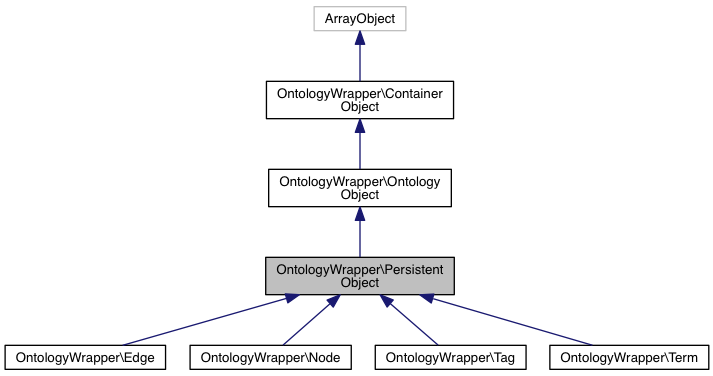 ArrayObject
OntologyWrapper\Container
Object
OntologyWrapper\Ontology
Object
OntologyWrapper\Persistent
Object
OntologyWrapper\Edge
OntologyWrapper\Node
OntologyWrapper\Tag
OntologyWrapper\Term